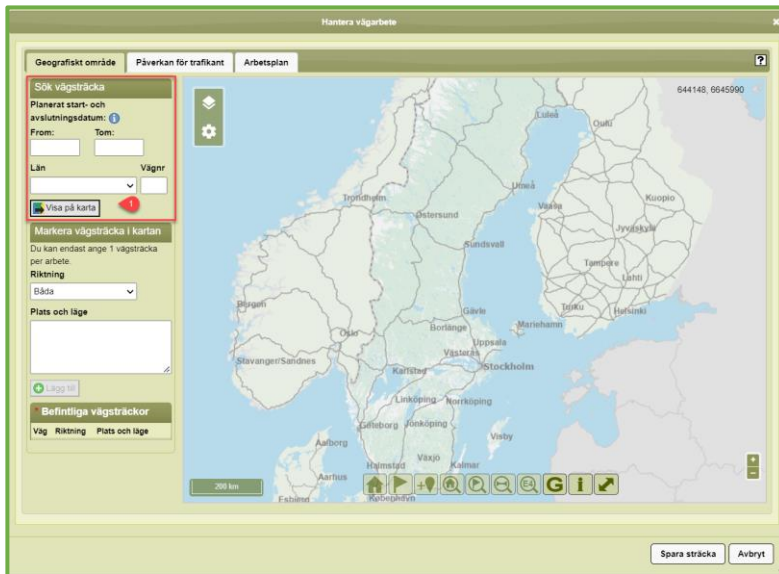 Hantera vägarbete
Geografiskt område
Påverkan för trafikant
Arbetsplan
?
Sök vägsträcka
Planerat start- och
avslutningsdatum:
From: Tom:
Län Vägnr
Visa på karta
1
Markera vägsträcka i kartan
Du kan endast ange 1 vägsträcka
per arbete.
Riktning
Båda
Plats och läge
Lägg till
* Befintliga vägsträckor
Väg Riktning Plats och läge
644148, 6645990
Luleå
Oulu
Umeå
Trondheim
Vaasa
Kuopio
Östersund
Jyväskylä
Sundsvall
Tampere
Lahti
Bergen
Gävle
Turku
Helsinki
Oslo
Borlänge
Mariehamn
Uppsala
Västerås
Stavanger/Sandnes
Karlstad
Stockholm
Linköping
Norrköping
Göteborg
Jönköping
Visby
Aalborg
Växjö
Halmstad
Kalmar
Aarhus
200 km
E4
G
i
+
-
Esbjerg
København
Spara sträcka
Avbryt